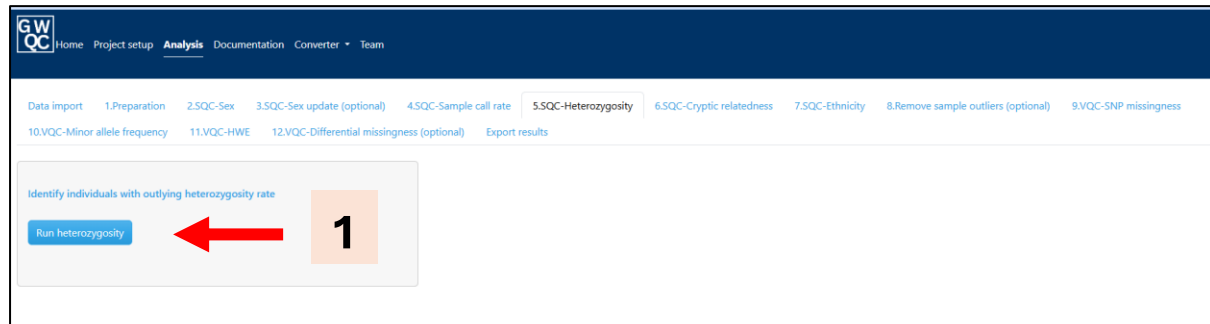 GW
QC
Home Project setup Analysis Documentation Converter Team
Data import 1.Preparation 2.SQC-Sex 3.SQC-Sex update (optional) 4.SQC-Sample call rate 5.SQC-Heterozygosity 6.SQC-Cryptic relatedness 7.SQC-Ethnicity 8.Remove sample outliers (optional) 9.VQC-SNP missingness
10.VQC-Minor allele frequency 11.VQC-HWE 12.VQC-Differential missingness (optional) Export results
Identify individuals with outlying heterozygosity rate
Run heterozygosity
1